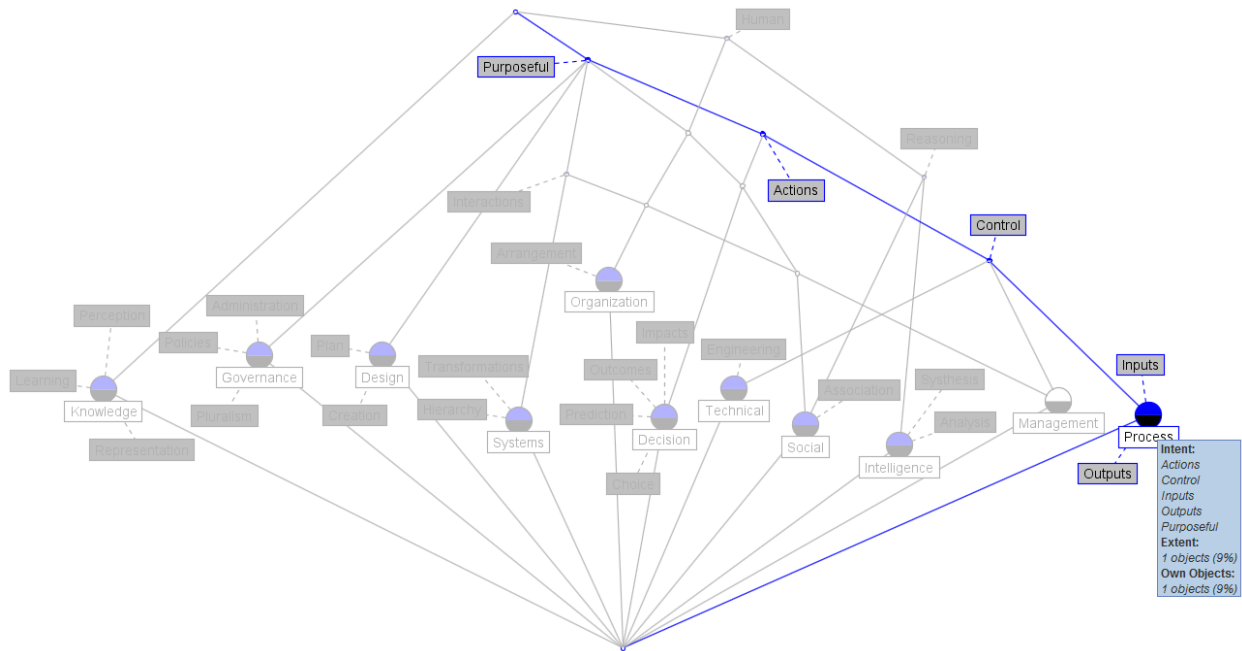 Human
Purposeful
Reasoning
Actions
Interactions
Control
Arrangement
Organization
Administration
Perception
Impacts
Policies
Plan
Engineering
Transformations
Inputs
Governance
Design
Outcomes
Systhesis
Learning
Association
Knowledge
Pluralism
Creation
Hierarchy
Prediction
Technical
Analysis
Management
Systems
Decision
Social
Process
Representation
Intelligence
Outputs
Choice
Intent:
Actions
Control
Inputs
Outputs
Purposeful
Extent:
1 objects (9%)
Own Objects:
1 objects (9%)